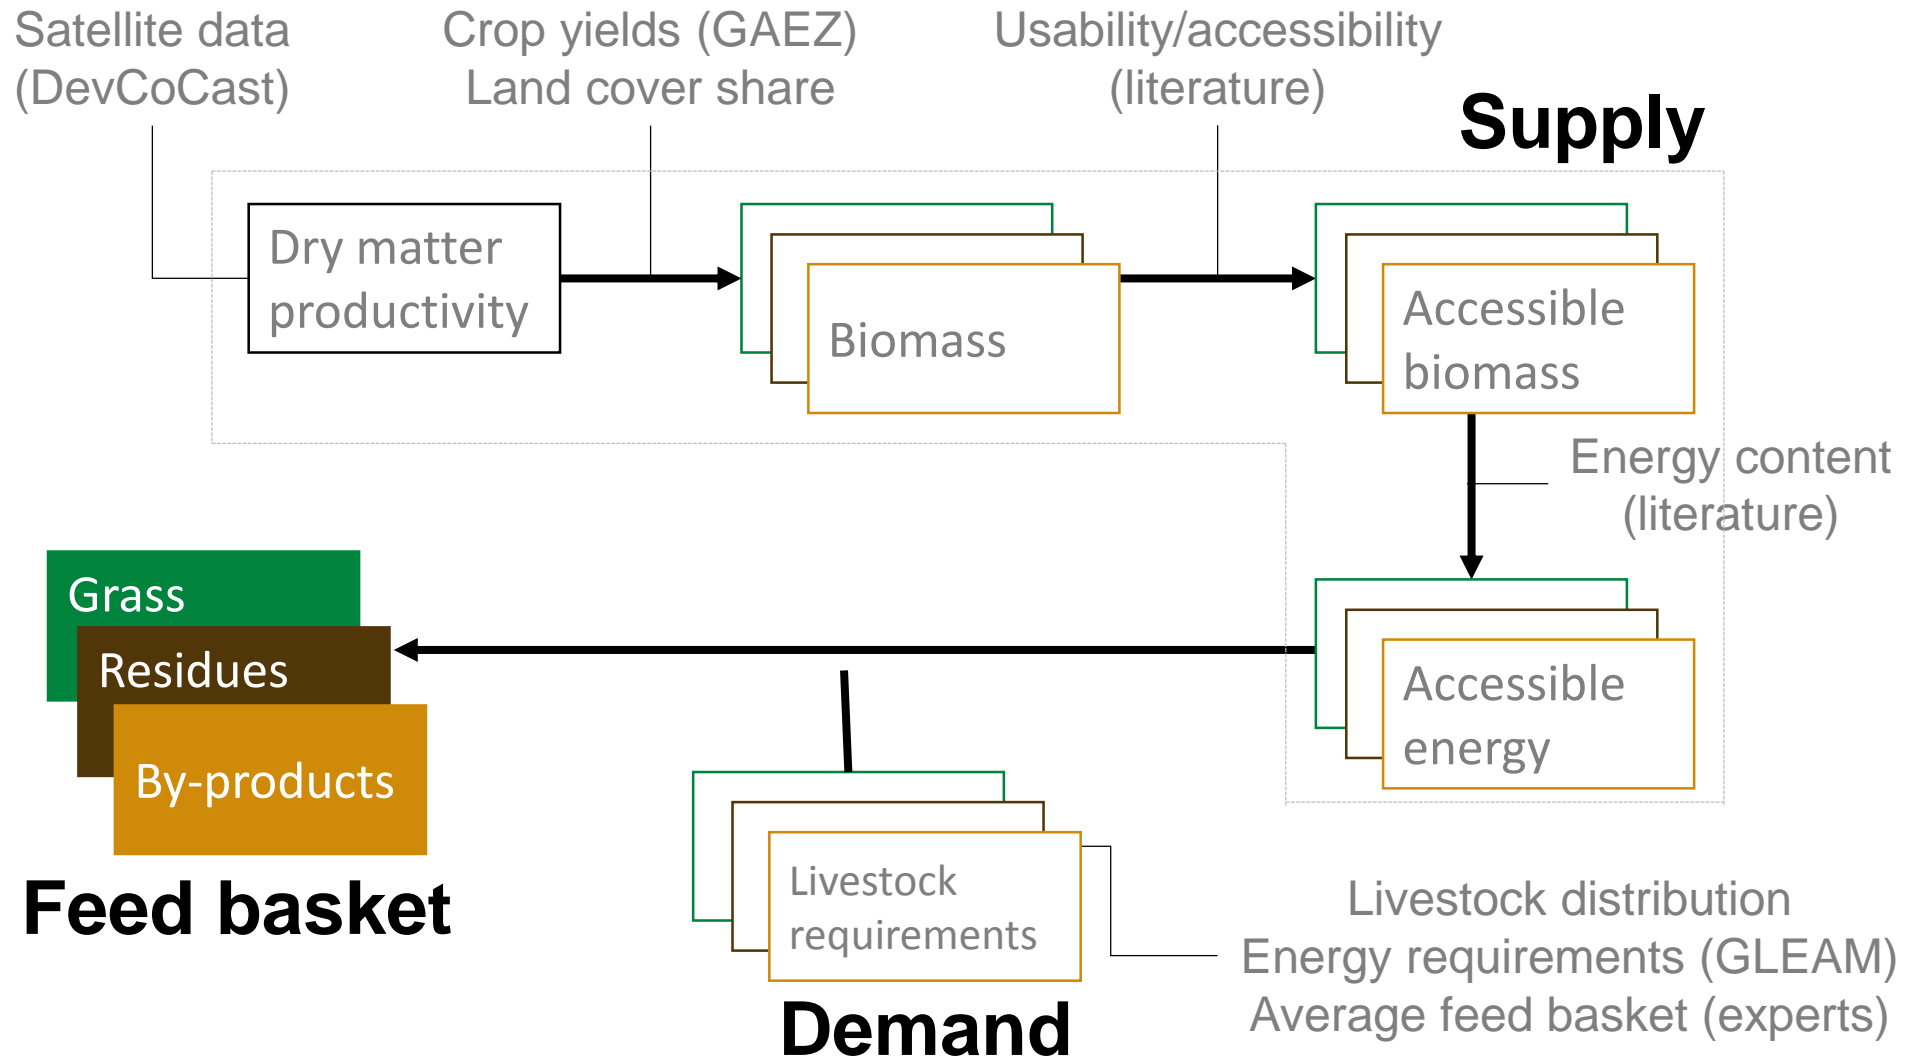 Satellite data
(DevCoCast)
Crop yields (GAEZ)
Land cover share
Usability/accessibility
(literature)
Supply
Dry matter
productivity
Biomass
Accessible
biomass
Energy content
(literature)
Grass
Residues
By-products
Feed basket
Accessible
energy
Livestock
requirements
Demand
Livestock distribution
Energy requirements (GLEAM)
Average feed basket (experts)